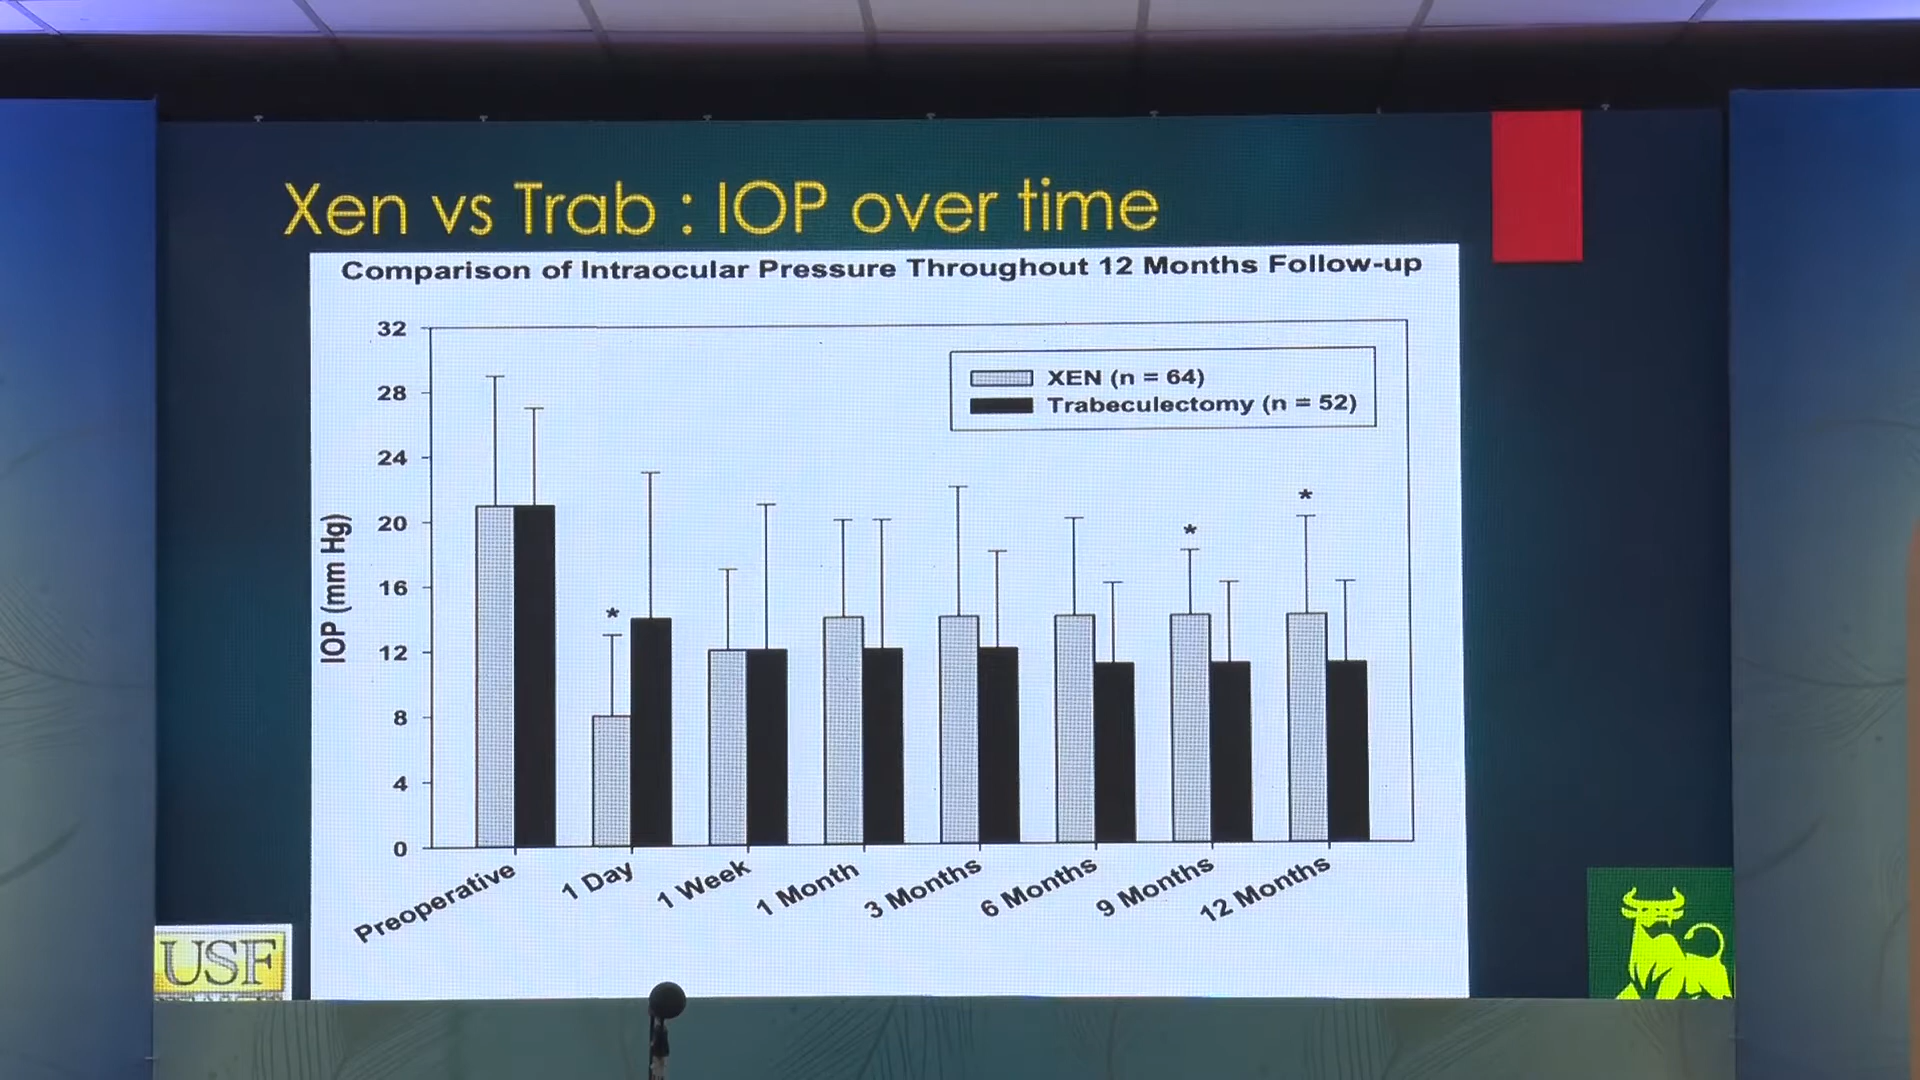 Xen vs Trab : IOP over time
Comparison of Intraocular Pressure Throughout 12 Months Follow-up
32
28
24
20
16
12
8
4
0
IOP (mm Hg)
XEN (n = 64)
Trabeculectomy (n = 52)
*
*
*
Preoperative
1 Day
1 Week
1 Month
3 Months
6 Months
9 Months
12 Months
USF